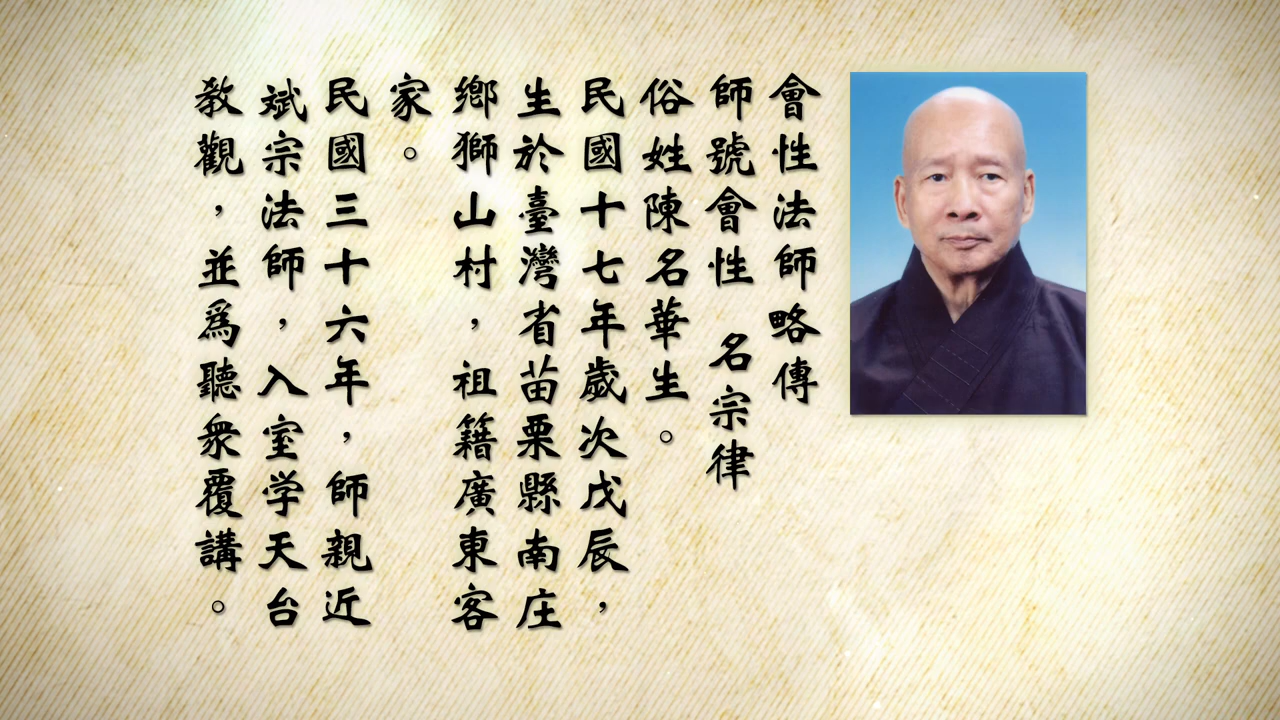 會性法師略傳
師號會性 名宗律
俗姓陳名華生。
民國十七年歲次戊辰，
生於臺灣省苗栗縣南庄
鄉獅山村，祖籍廣東客
家。
民國三十六年，師親近
斌宗法師，入室学天台
教觀，並為聽眾覆講。